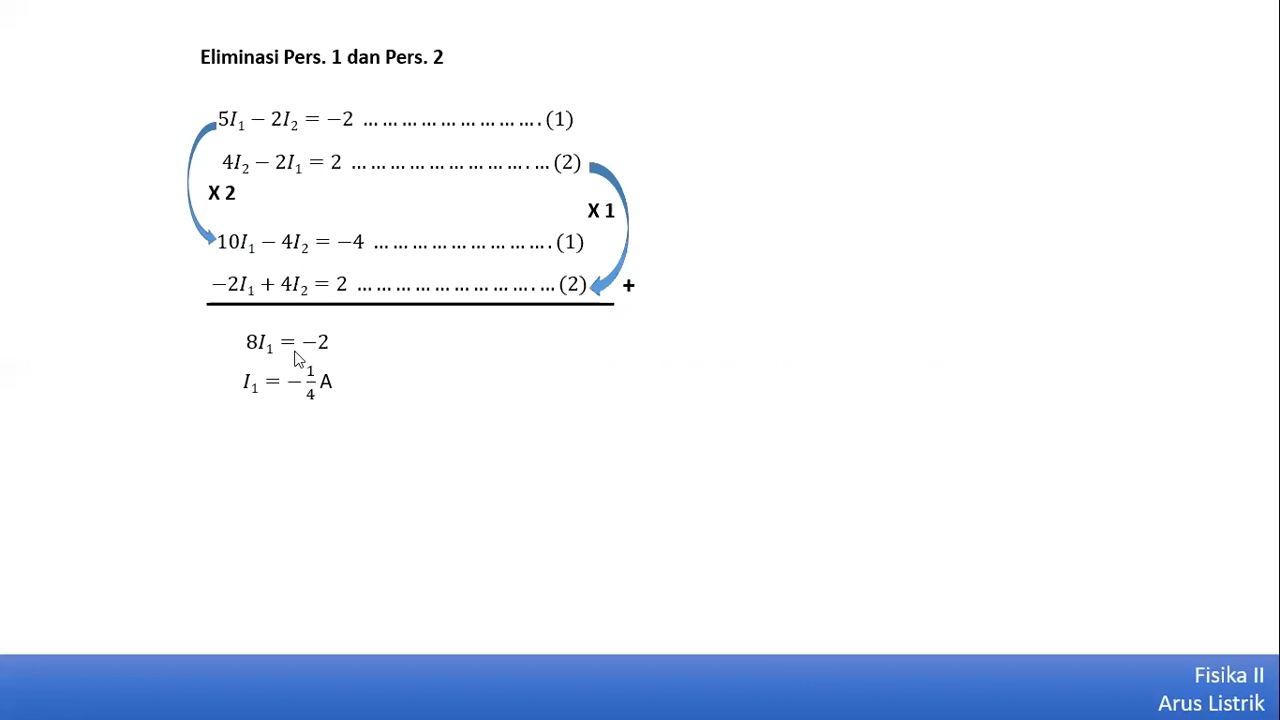 Eliminasi Pers. 1 dan Pers. 2
5I₁ − 2I₂ = −2 … … … … … … … … … . (1)
4I₂ − 2I₁ = 2 … … … … … … … … … . … (2)
X 2
X 1
10I₁ − 4I₂ = −4 … … … … … … … … … . (1)
−2I₁ + 4I₂ = 2 … … … … … … … … … . … (2)
+
8I₁ = −2
I₁ = −1/4 A
Fisika II
Arus Listrik